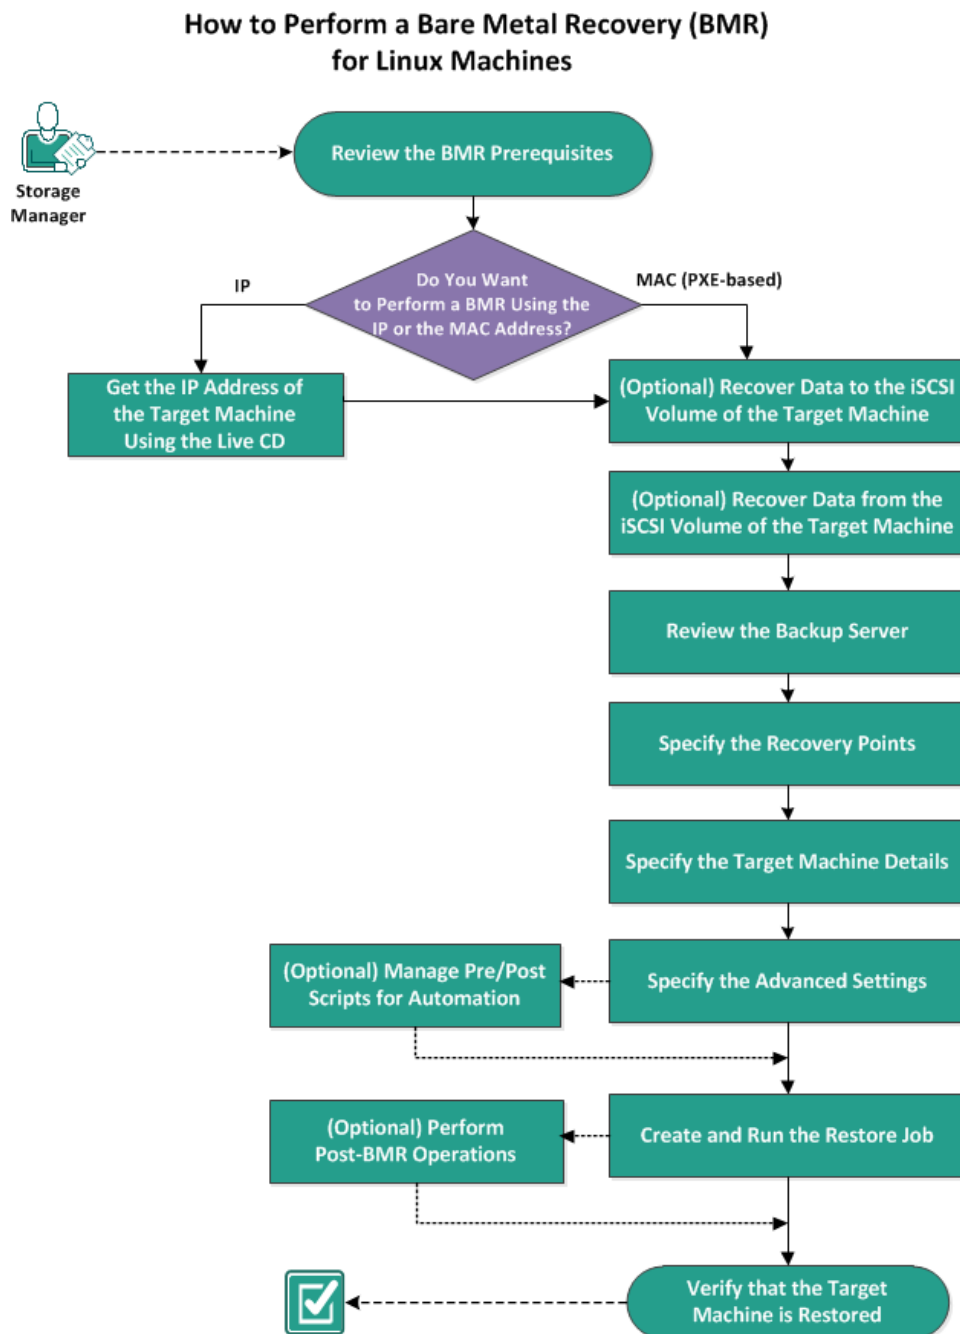 How to Perform a Bare Metal Recovery (BMR)
for Linux Machines
Storage
Manager
Review the BMR Prerequisites
Do You Want
to Perform a BMR Using the
IP or the MAC Address?
IP
MAC (PXE-based)
Get the IP Address of
the Target Machine
Using the Live CD
(Optional) Recover Data to the iSCSI
Volume of the Target Machine
(Optional) Recover Data from the
iSCSI Volume of the Target Machine
Review the Backup Server
Specify the Recovery Points
Specify the Target Machine Details
Specify the Advanced Settings
(Optional) Manage Pre/Post
Scripts for Automation
Create and Run the Restore Job
(Optional) Perform
Post-BMR Operations
Verify that the Target
Machine is Restored